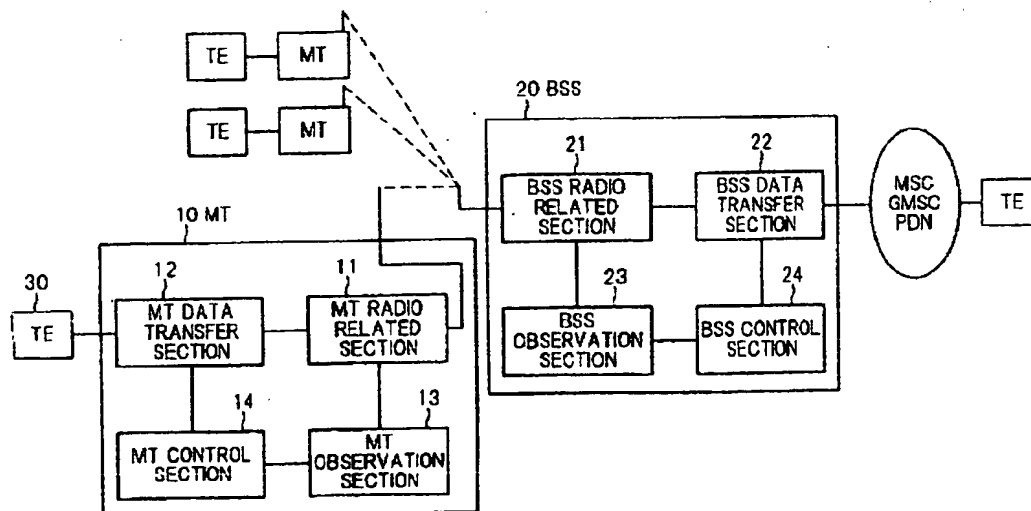 TE
MT
TE
MT
20 BSS
21
22
BSS RADIO
RELATED
SECTION
BSS DATA
TRANSFER
SECTION
MSC
GMSC
PDN
TE
23
24
BSS
OBSERVATION
SECTION
BSS CONTROL
SECTION
10 MT
30
12
11
TE
MT DATA
TRANSFER
SECTION
MT RADIO
RELATED
SECTION
14
13
MT CONTROL
SECTION
MT
OBSERVATION
SECTION